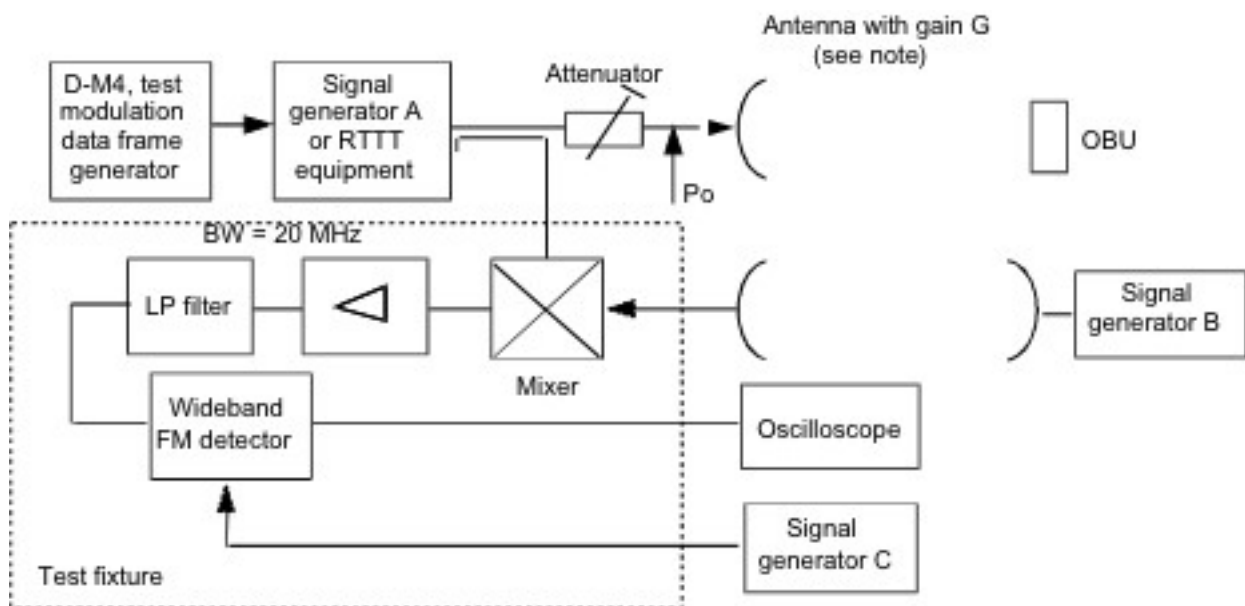 Antenna with gain G
(see note)
D-M4, test
modulation
data frame
generator
Signal
generator A
or RTTT
equipment
Attenuator
OBU
Po
BW = 20 MHz
LP filter
Mixer
Signal
generator B
Wideband
FM detector
Oscilloscope
Signal
generator C
Test fixture